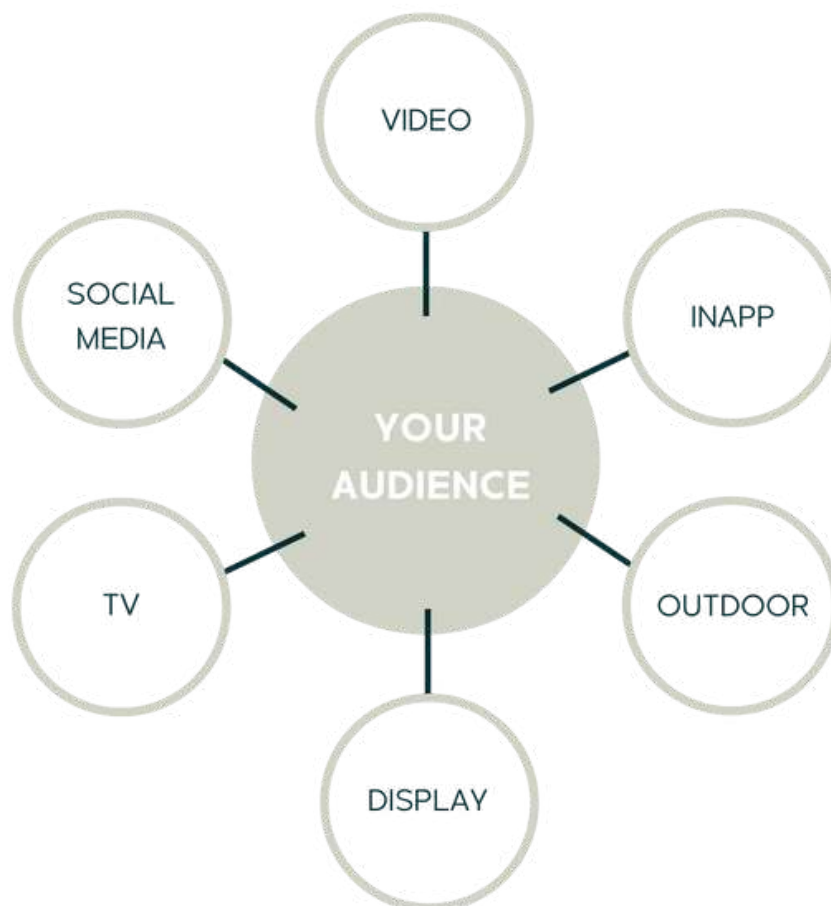 VIDEO
SOCIAL
MEDIA
INAPP
YOUR
AUDIENCE
TV
OUTDOOR
DISPLAY